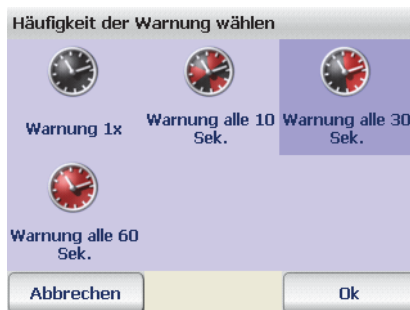 Häufigkeit der Warnung wählen
Warnung 1x
Warnung alle 10
Sek.
Warnung alle 30
Sek.
Warnung alle 60
Sek.
Abbrechen
Ok